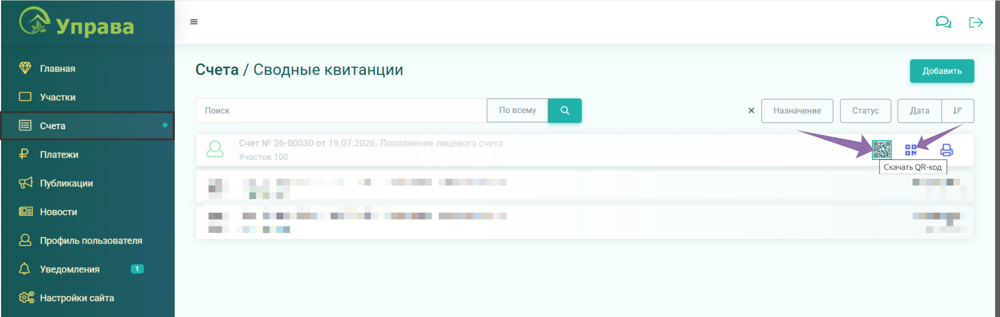 Управа
Главная
Участки
Счета
Платежи
Публикации
Новости
Профиль пользователя
Уведомления 1
Настройки сайта
Счета / Сводные квитанции
Добавить
Поиск По всему
Назначение Статус Дата
Счет № 26-00030 от 19.07.2026. Пополнение лицевого счета
Участок 100
Скачать QR-код